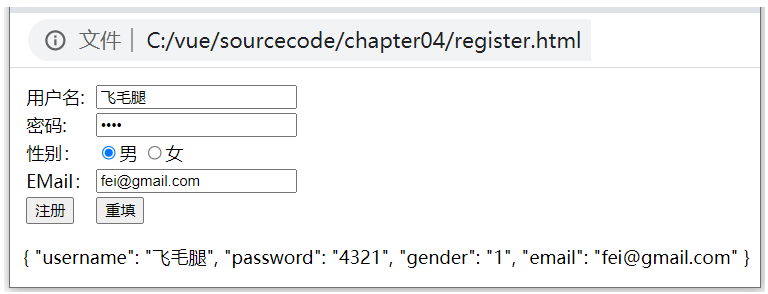 文件 | C:/vue/sourcecode/chapter04/register.html
用户名: 飞毛腿
密码: ••••
性别: 男 女
EMail: fei@gmail.com
注册 重填
{ "username": "飞毛腿", "password": "4321", "gender": "1", "email": "fei@gmail.com" }